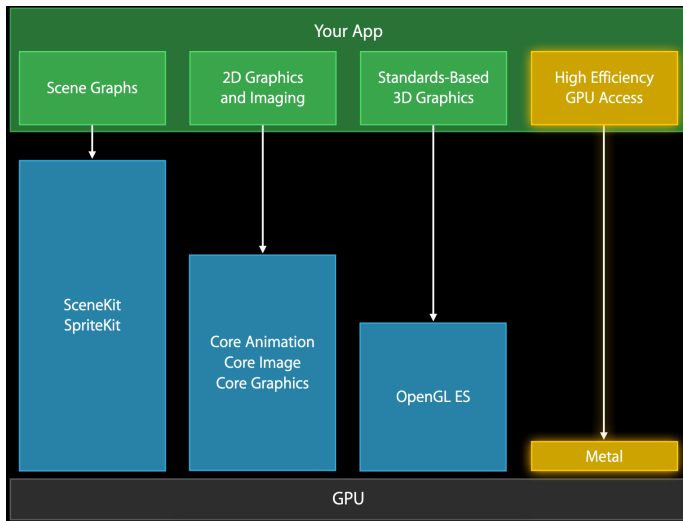 Your App
Scene Graphs
2D Graphics
and Imaging
Standards-Based
3D Graphics
High Efficiency
GPU Access
SceneKit
SpriteKit
Core Animation
Core Image
Core Graphics
OpenGL ES
Metal
GPU